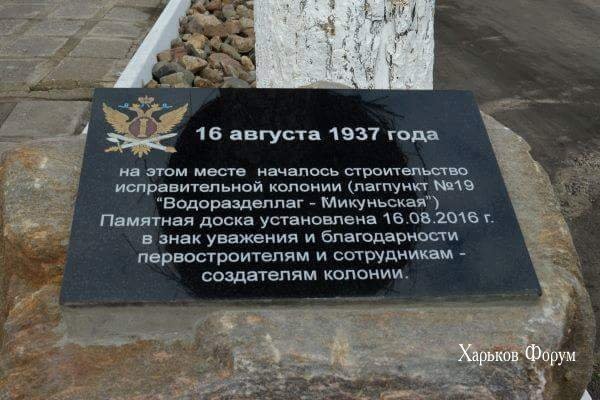 16 августа 1937 года
на этом месте началось строительство
исправительной колонии (лагпункт №19
"Водоразделлаг - Микуньская")
Памятная доска установлена 16.08.2016 г.
в знак уважения и благодарности
первостроителям и сотрудникам -
создателям колонии.
Харьков Форум